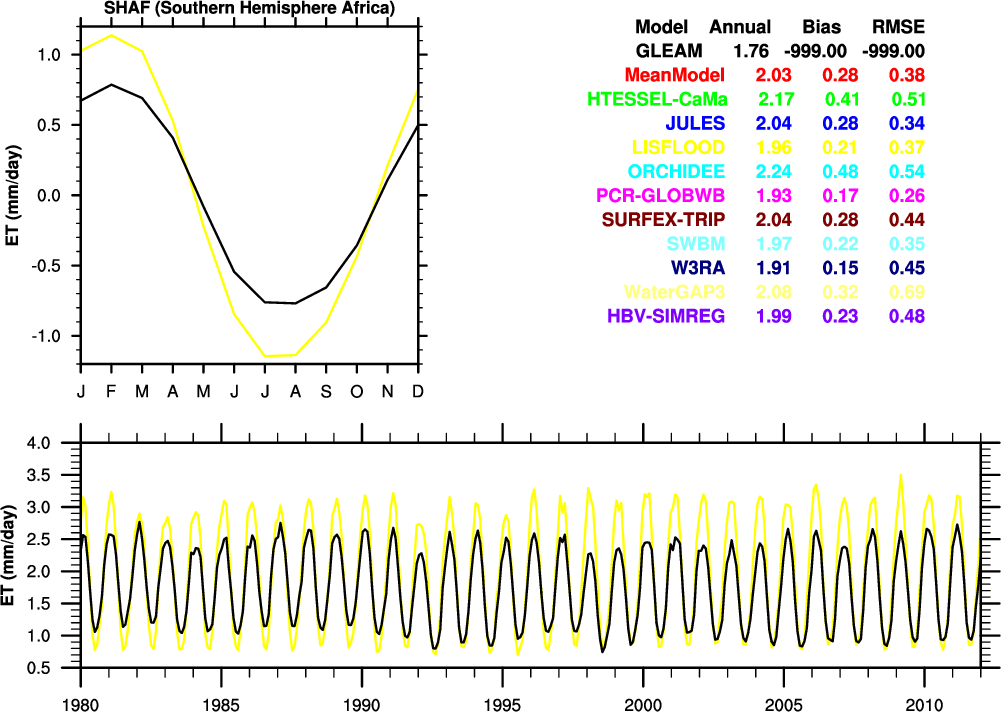 SHAF (Southern Hemisphere Africa)
1.0
0.5
0.0
-0.5
-1.0
ET (mm/day)
J F M A M J J A S O N D
Model Annual Bias RMSE
GLEAM 1.76 -999.00 -999.00
MeanModel 2.03 0.28 0.38
HTESSEL-CaMa 2.17 0.41 0.51
JULES 2.04 0.28 0.34
LISFLOOD 1.96 0.21 0.37
ORCHIDEE 2.24 0.48 0.54
PCR-GLOBWB 1.93 0.17 0.26
SURFEX-TRIP 2.04 0.28 0.44
SWBM 1.97 0.22 0.35
W3RA 1.91 0.15 0.45
WaterGAP3 2.08 0.32 0.69
HBV-SIMREG 1.99 0.23 0.48
4.0
3.5
3.0
2.5
2.0
1.5
1.0
0.5
ET (mm/day)
1980 1985 1990 1995 2000 2005 2010